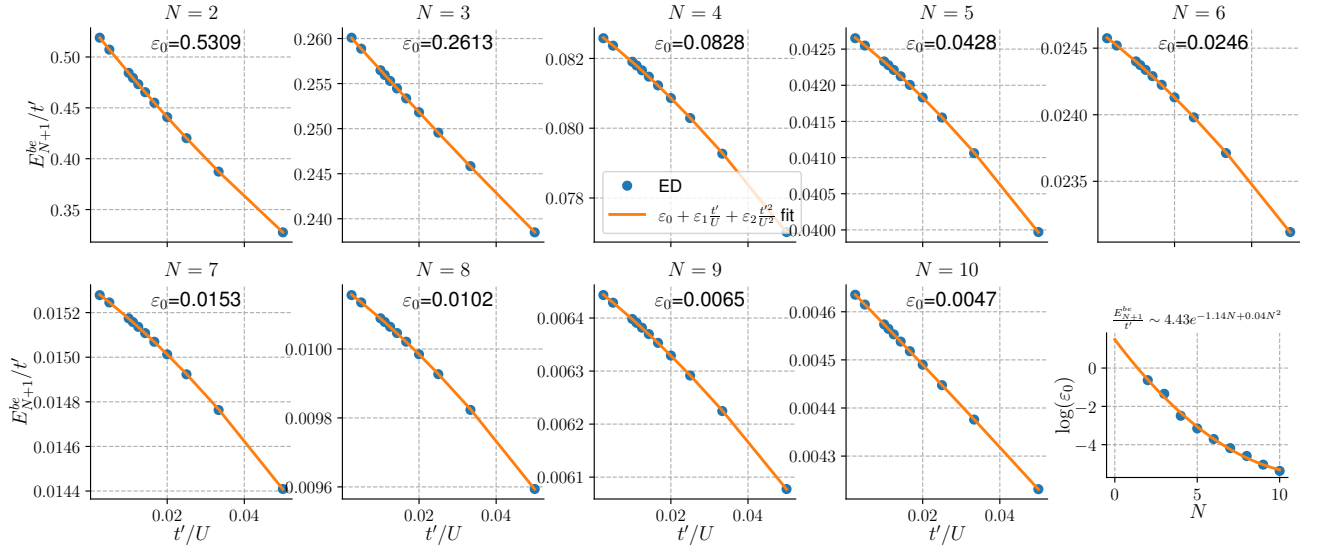 N = 2
N = 3
N = 4
N = 5
N = 6
ε₀=0.5309
ε₀=0.2613
ε₀=0.0828
ε₀=0.0428
ε₀=0.0246
E^{be}_{N+1}/t′
0.50
0.45
0.40
0.35
0.260
0.255
0.250
0.245
0.240
0.082
0.080
0.078
ED
ε₀ + ε₁ t′/U + ε₂ t′²/U² fit
0.0425
0.0420
0.0415
0.0410
0.0405
0.0400
0.0245
0.0240
0.0235
N = 7
N = 8
N = 9
N = 10
ε₀=0.0153
ε₀=0.0102
ε₀=0.0065
ε₀=0.0047
E^{be}_{N+1}/t′
0.0152
0.0150
0.0148
0.0146
0.0144
0.0100
0.0098
0.0096
0.0064
0.0063
0.0062
0.0061
0.0046
0.0045
0.0044
0.0043
E^{be}_{N+1}/t′ ∼ 4.43e^{−1.14N+0.04N²}
log(ε₀)
0
−2
−4
0 5 10
N
0.02 0.04
0.02 0.04
0.02 0.04
0.02 0.04
t′/U
t′/U
t′/U
t′/U